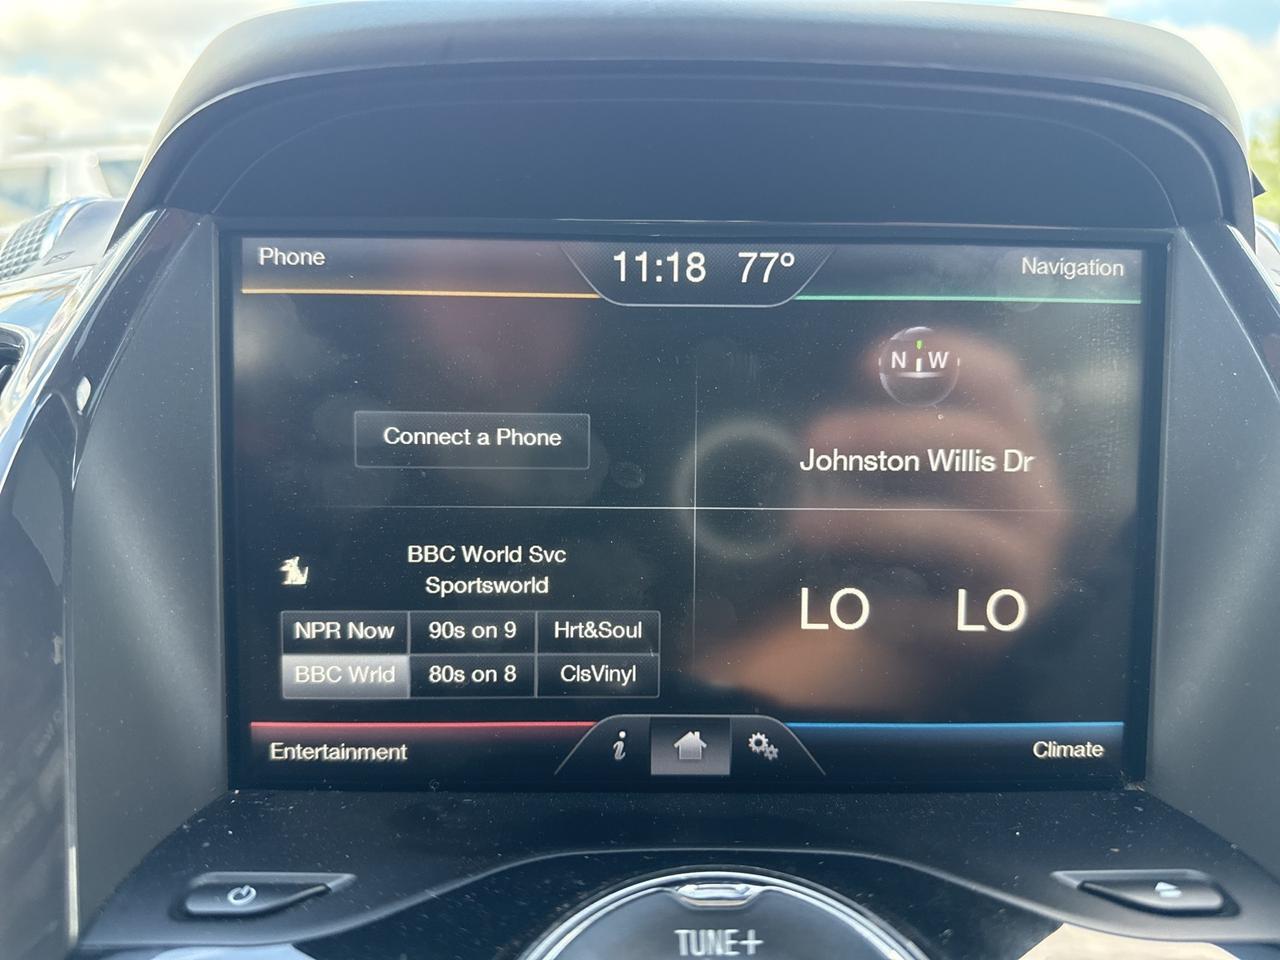 Phone
11:18 77°
Navigation
N W
Connect a Phone
Johnston Willis Dr
BBC World Svc
Sportsworld
LO LO
NPR Now 90s on 9 Hrt&Soul
BBC Wrld 80s on 8 ClsVinyl
Entertainment
i
Climate
TUNE+